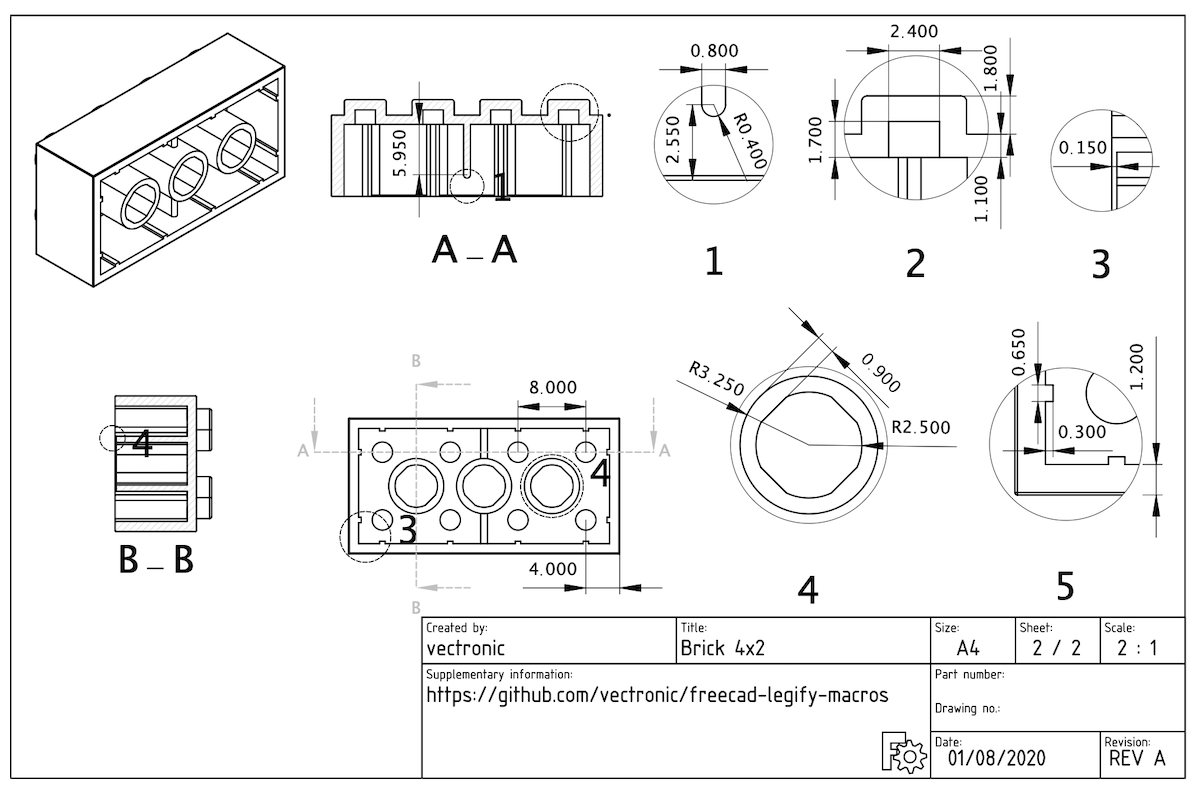 0.800
2.550
R0.400
1
2.400
1.800
1.700
1.100
2
0.150
3
5.950
1
A – A
4
B – B
B
8.000
A
A
4
3
4.000
B
R3.250
0.900
R2.500
4
0.650
1.200
0.300
5
Created by:
vectronic
Title:
Brick 4x2
Size:
A4
Sheet:
2 / 2
Scale:
2 : 1
Supplementary information:
https://github.com/vectronic/freecad-legify-macros
Part number:
Drawing no.:
Date:
01/08/2020
Revision:
REV A